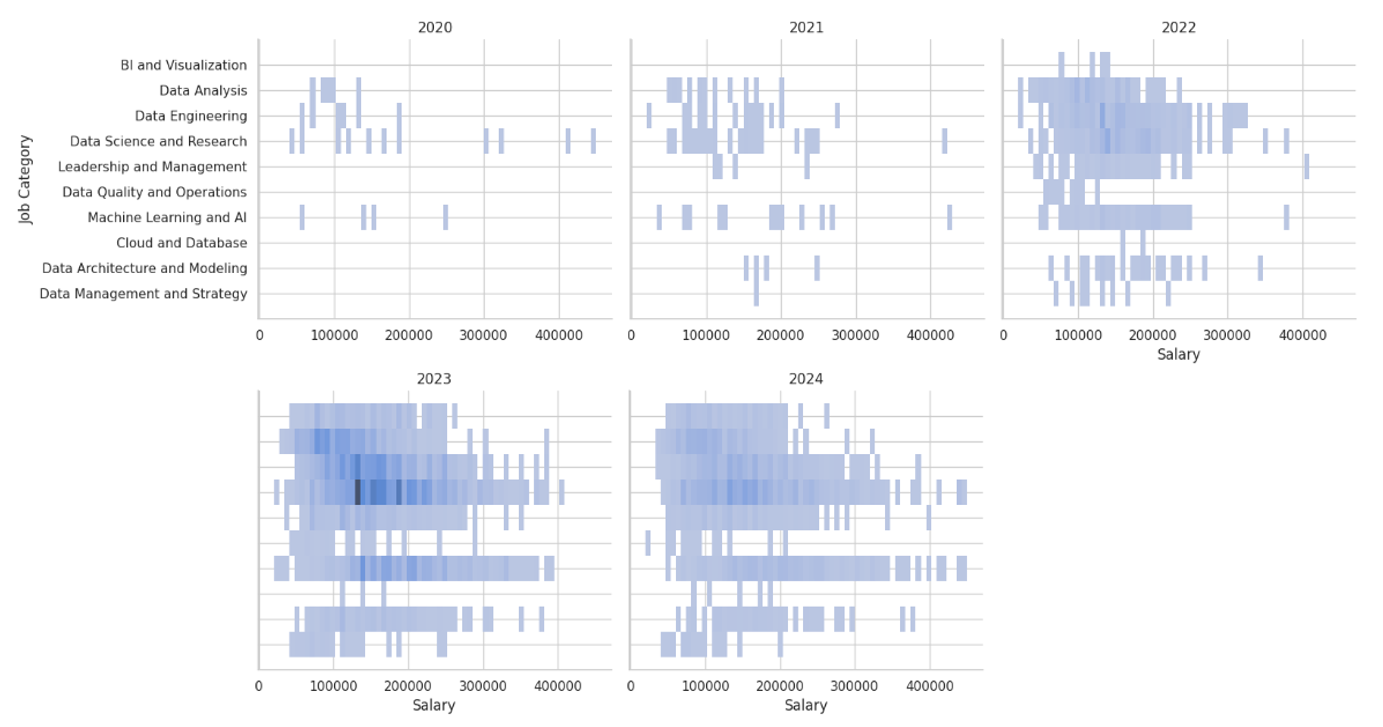 2020
2021
2022
Job Category
BI and Visualization
Data Analysis
Data Engineering
Data Science and Research
Leadership and Management
Data Quality and Operations
Machine Learning and AI
Cloud and Database
Data Architecture and Modeling
Data Management and Strategy
0 100000 200000 300000 400000
0 100000 200000 300000 400000
0 100000 200000 300000 400000
Salary
2023
2024
0 100000 200000 300000 400000
Salary
0 100000 200000 300000 400000
Salary